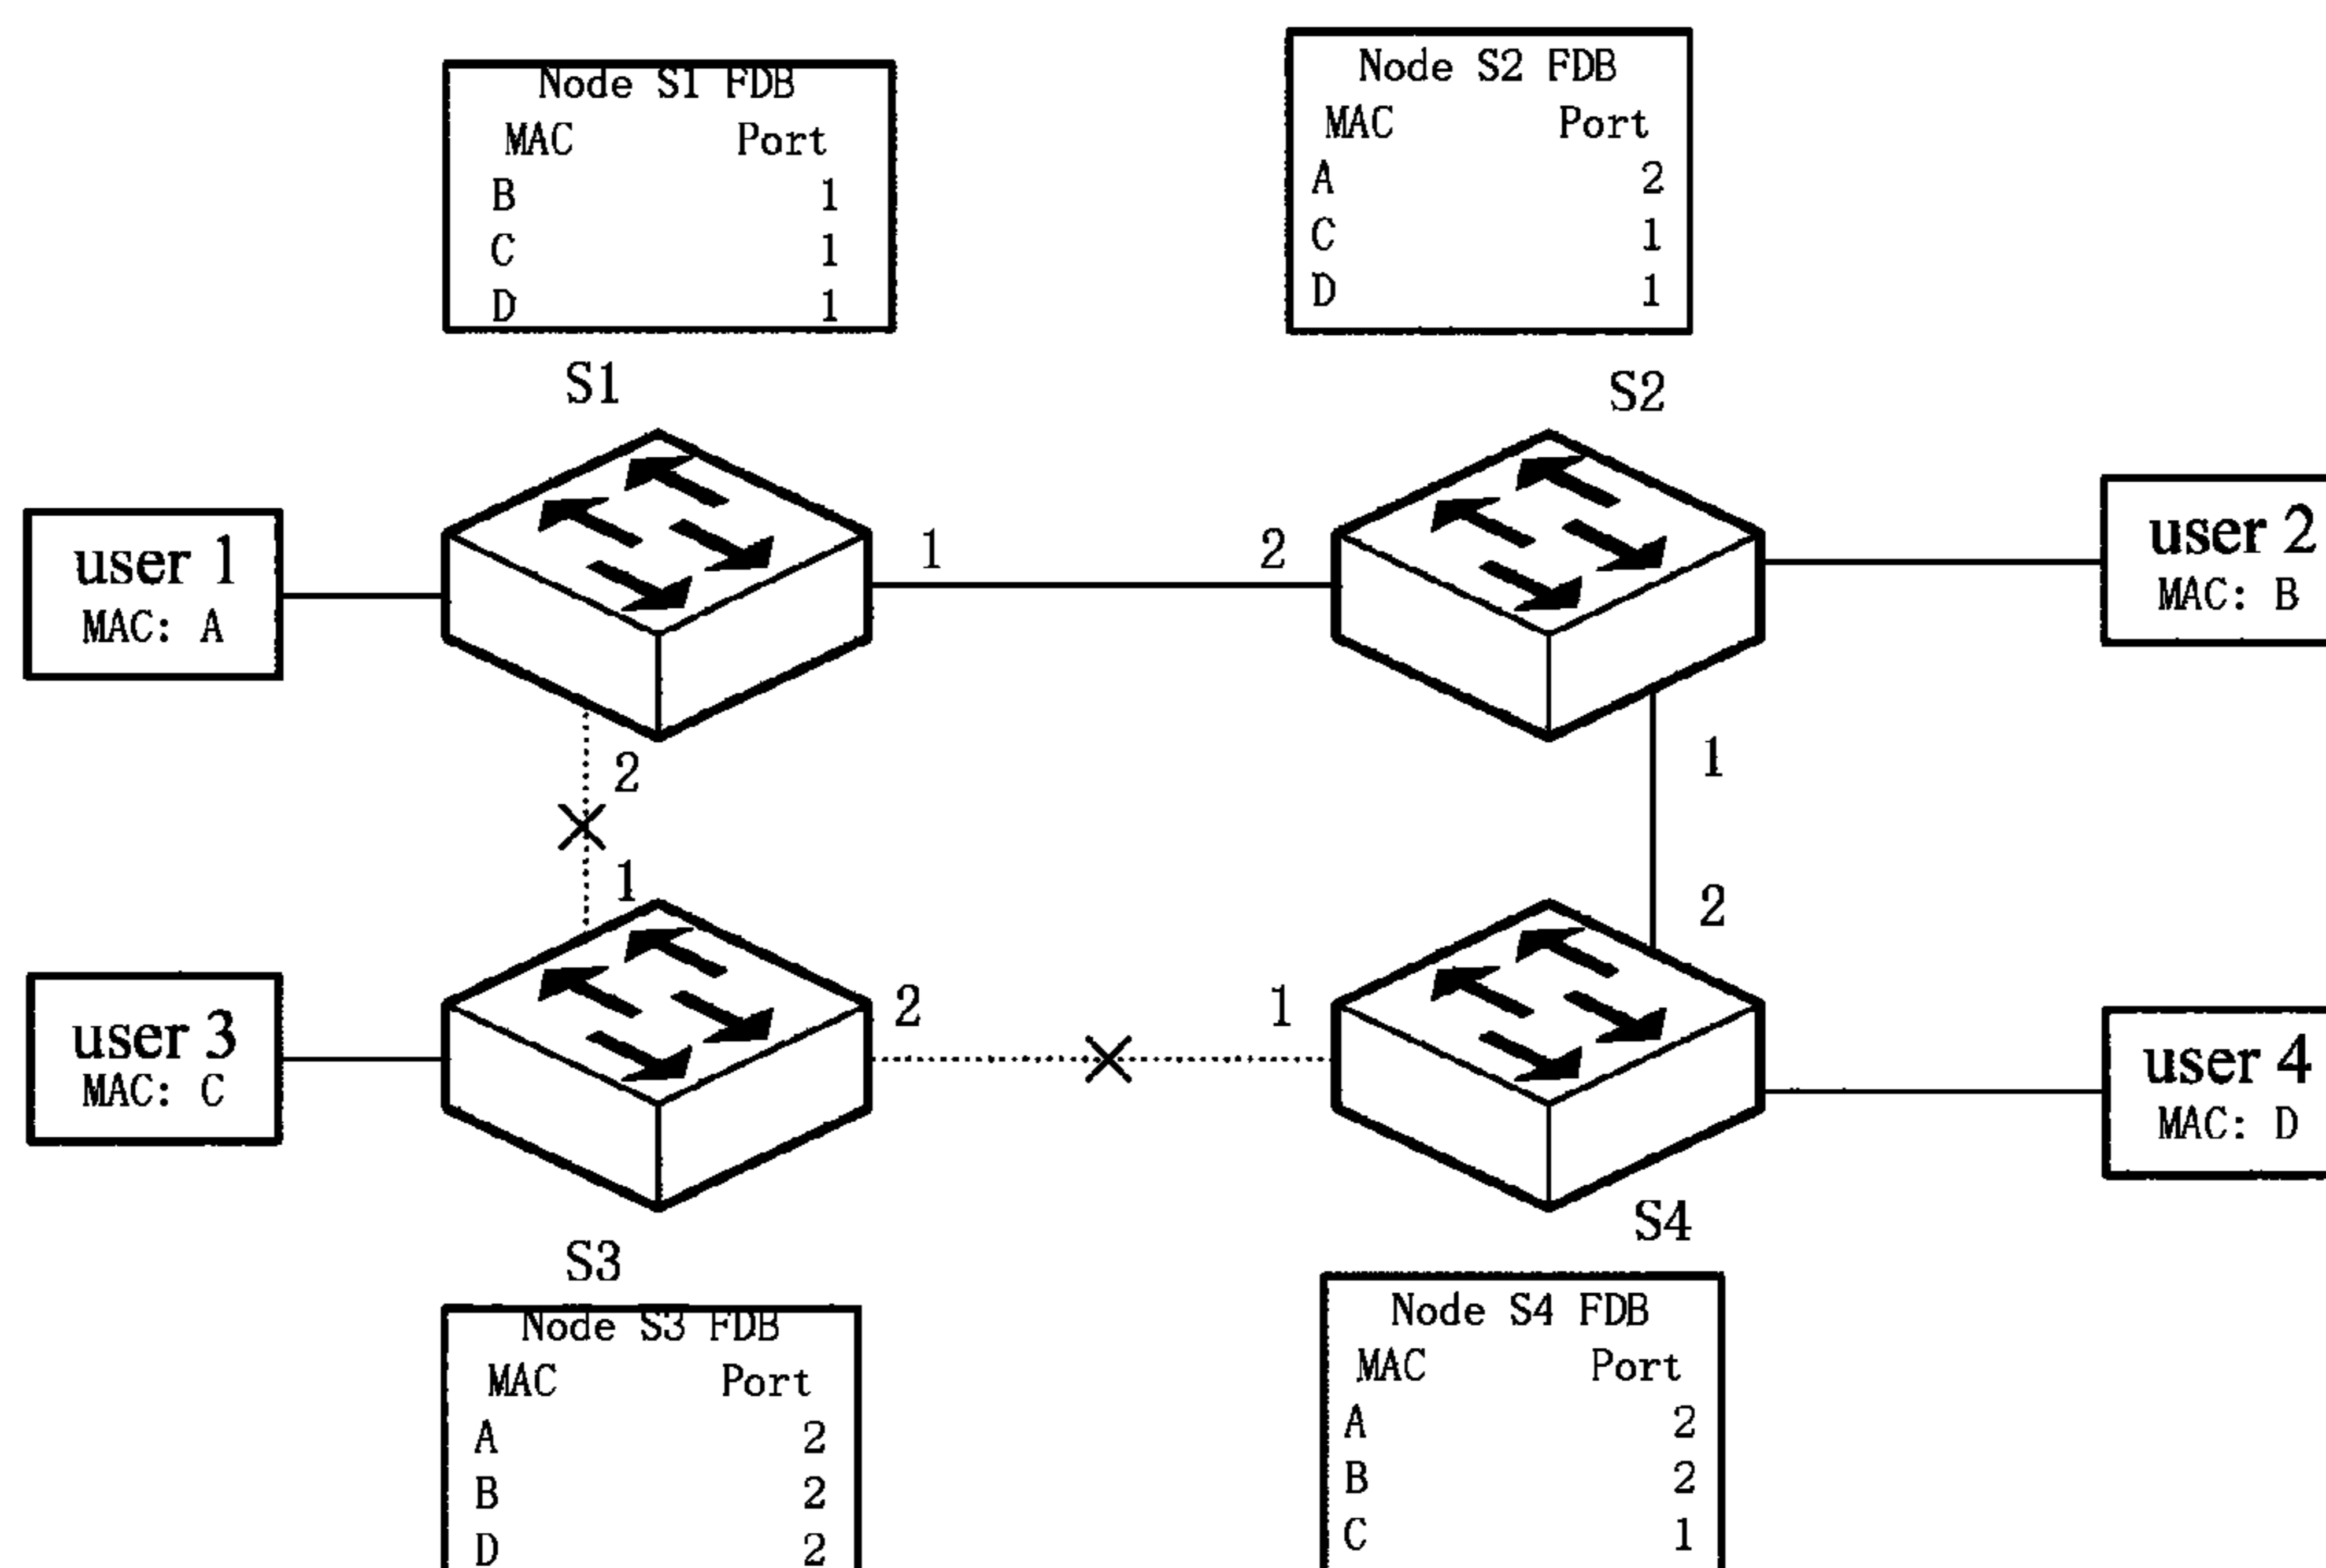 Node S1 FDB
MAC Port
B 1
C 1
D 1
Node S2 FDB
MAC Port
A 2
C 1
D 1
S1
S2
user 1
MAC: A
1
2
user 2
MAC: B
2
1
1
2
user 3
MAC: C
2
1
user 4
MAC: D
S3
S4
Node S3 FDB
MAC Port
A 2
B 2
D 2
Node S4 FDB
MAC Port
A 2
B 2
C 1